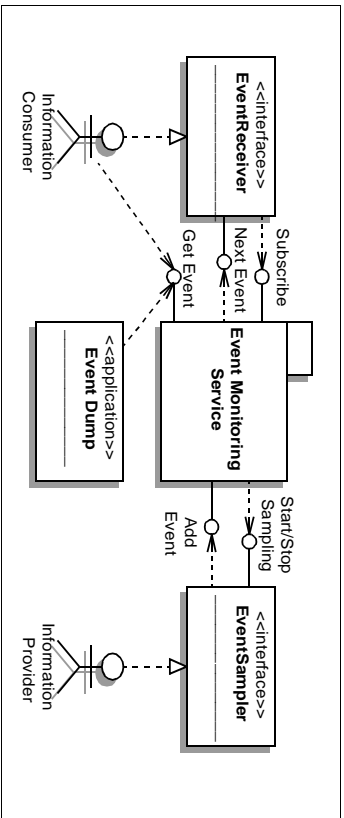 <<interface>>
EventReceiver
Information
Consumer
Subscribe
Next Event
Get Event
Event Monitoring
Service
<<application>>
Event Dump
Start/Stop
Sampling
Add
Event
<<interface>>
EventSampler
Information
Provider